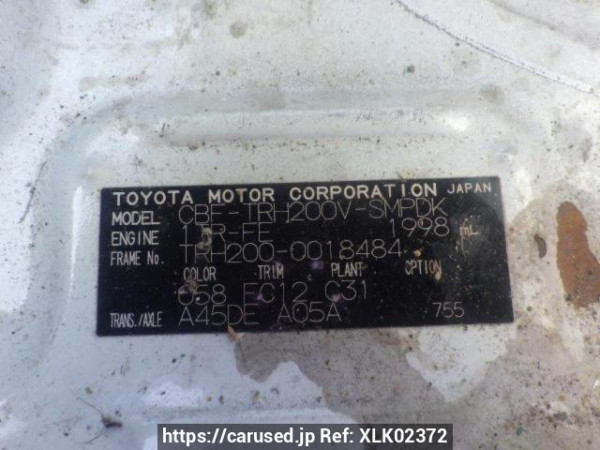 TOYOTA MOTOR CORPORATION JAPAN
MODEL CBF-TRH200V-SMPDK
ENGINE 1TR-FE 1998 mL
FRAME No. TRH200-0018484
COLOR TRIM PLANT OPTION
058 FC12 C31
TRANS./AXLE A45DE A05A 755
https://carused.jp Ref: XLK02372